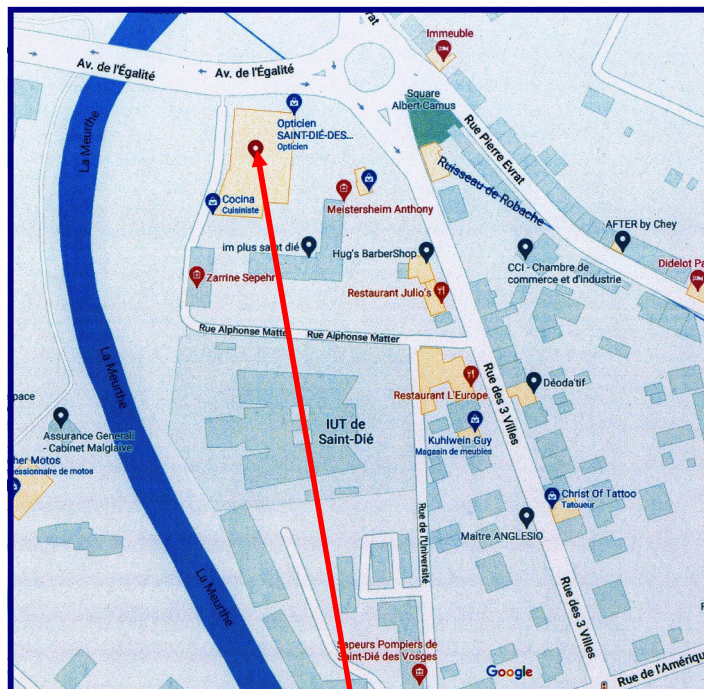 Immeuble
Av. de l'Égalité
Av. de l'Égalité
Square
Albert Camus
Opticien
SAINT-DIÉ-DES...
Opticien
Rue Pierre Evrat
La Meurthe
Ruisseau de Robache
Cocina
Cuisiniste
Meistersheim Anthony
AFTER by Chey
im plus saint dié
Hug's BarberShop
CCI - Chambre de
commerce et d'industrie
Didelot Pa
Zarrine Sepehr
Restaurant Julio's
Rue Alphonse Matter
Rue Alphonse Matter
La Meurthe
Rue des 3 Villes
Restaurant L'Europe
Déoda'tif
pace
IUT de
Saint-Dié
Assurance Generali
- Cabinet Malglaive
Kuhlwein Guy
Magasin de meubles
her Motos
essionnaire de motos
Christ Of Tattoo
Tatoueur
Rue de l'Université
Maitre ANGLESIO
La Meurthe
Rue des 3 Villes
Sapeurs Pompiers de
Saint-Dié des Vosges
Google
Rue de l'Amériqu